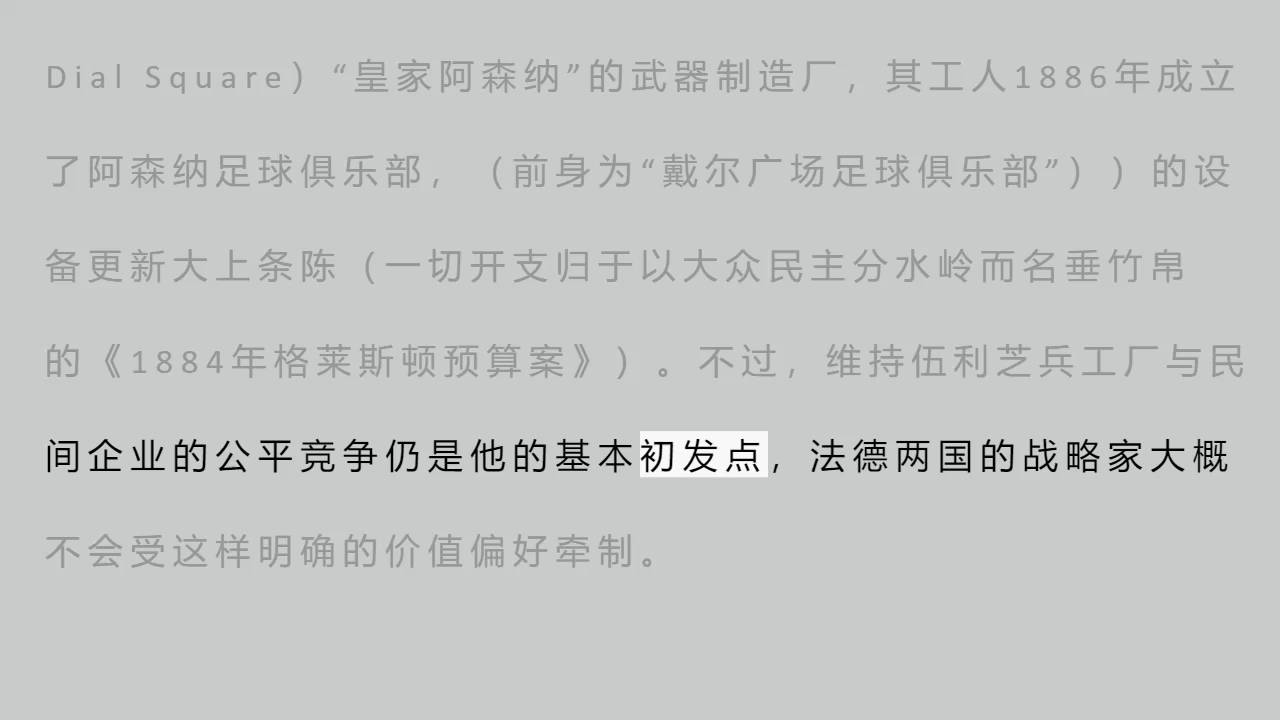 Dial Square）“皇家阿森纳”的武器制造厂，其工人1886年成立
了阿森纳足球俱乐部，（前身为“戴尔广场足球俱乐部”））的设
备更新大上条陈（一切开支归于以大众民主分水岭而名垂竹帛
的《1884年格莱斯顿预算案》）。不过，维持伍利芝兵工厂与民
间企业的公平竞争仍是他的基本初发点，法德两国的战略家大概
不会受这样明确的价值偏好牵制。